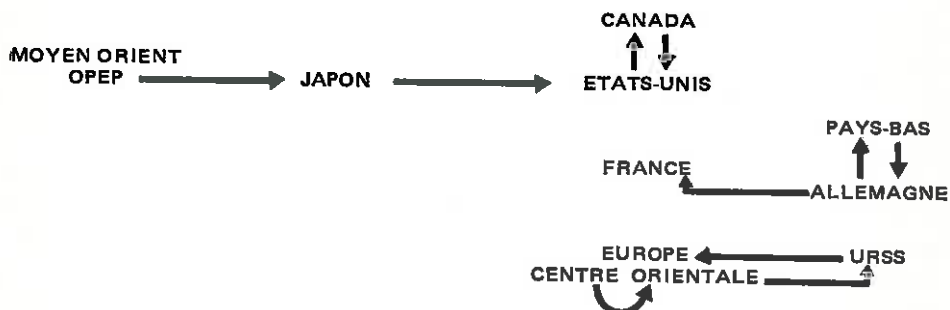 CANADA
MOYEN ORIENT
OPEP
JAPON
ETATS-UNIS
PAYS-BAS
FRANCE
ALLEMAGNE
EUROPE
URSS
CENTRE ORIENTALE